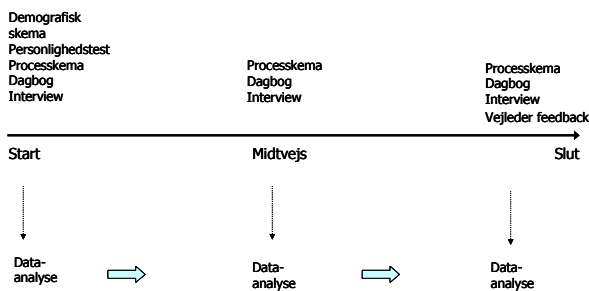 Demografisk
skema
Personlighedstest
Processkema
Dagbog
Interview
Processkema
Dagbog
Interview
Processkema
Dagbog
Interview
Vejleder feedback
Start
Midtvejs
Slut
Data-
analyse
Data-
analyse
Data-
analyse